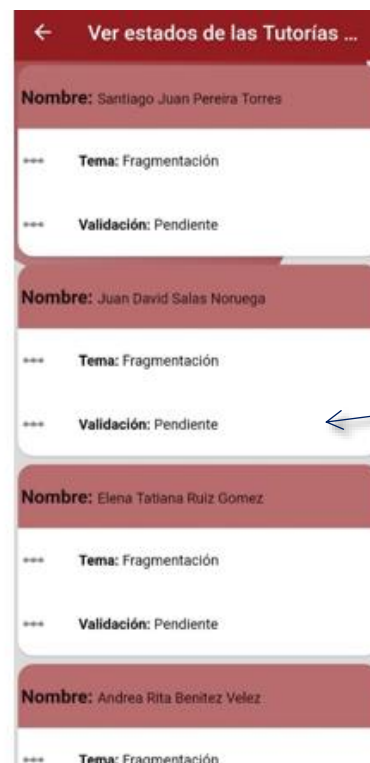 Ver estados de las Tutorías ...
Nombre: Santiago Juan Pereira Torres
Tema: Fragmentación
Validación: Pendiente
Nombre: Juan David Salas Noruega
Tema: Fragmentación
Validación: Pendiente
Nombre: Elena Tatiana Ruiz Gomez
Tema: Fragmentación
Validación: Pendiente
Nombre: Andrea Rita Benitez Velez
Tema: Fragmentación